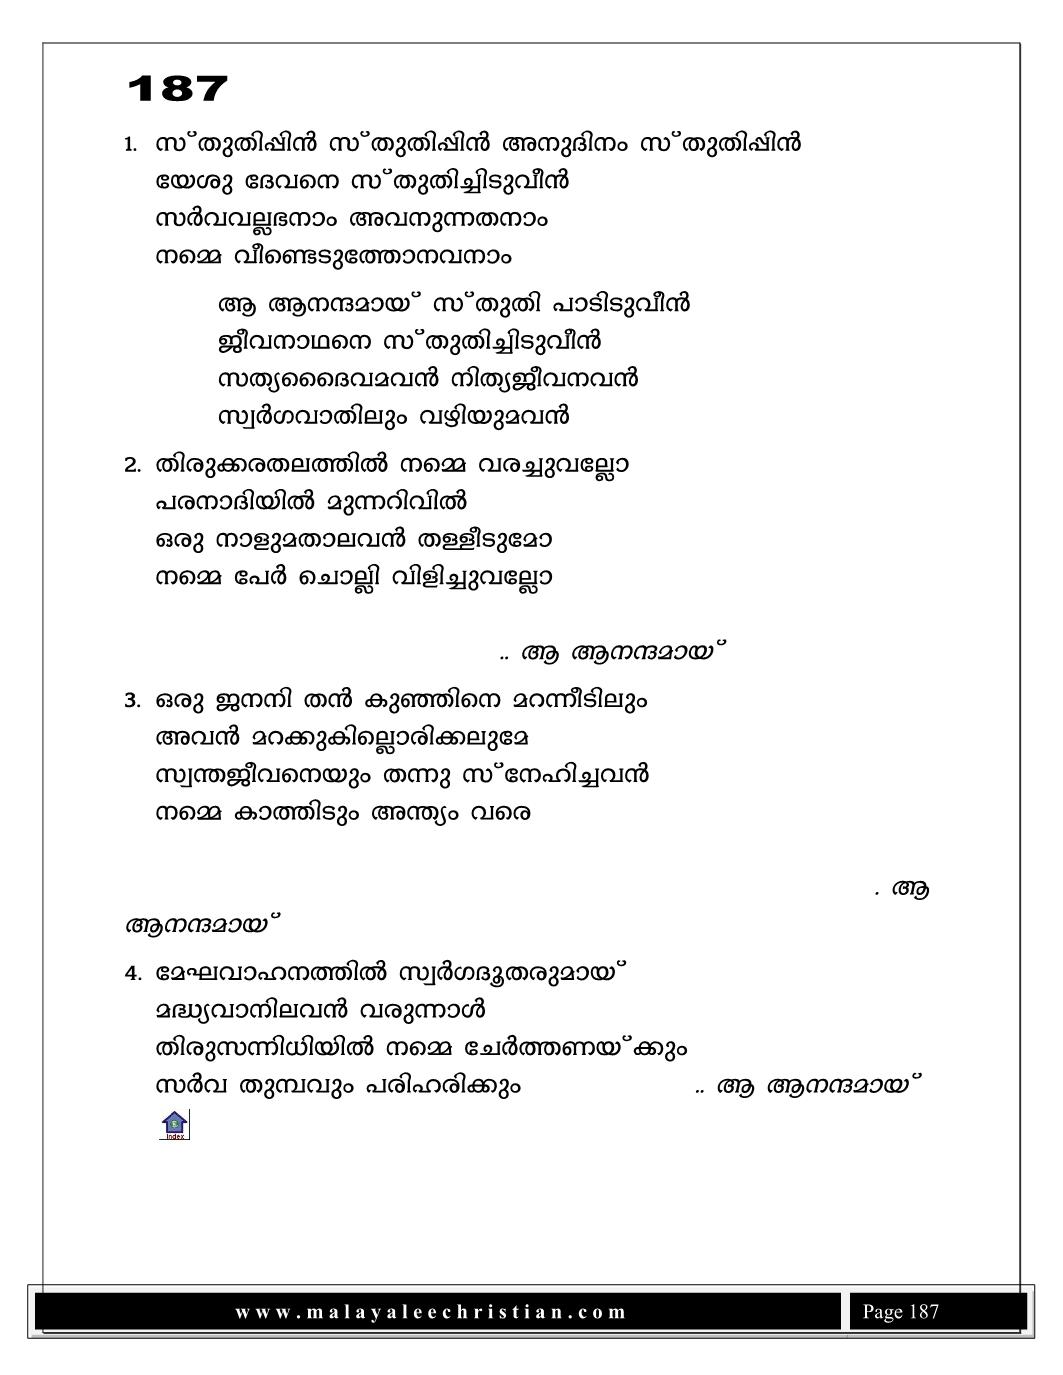 187
1. സ്തുതിപ്പിൻ സ്തുതിപ്പിൻ അനുദിനം സ്തുതിപ്പിൻ
യേശു ദേവനെ സ്തുതിച്ചിടുവീൻ
സർവവല്ലഭനാം അവനുന്നതനാം
നമ്മെ വീണ്ടെടുത്തോനവനാം
ആ ആനന്ദമായ് സ്തുതി പാടിടുവീൻ
ജീവനാഥനെ സ്തുതിച്ചിടുവീൻ
സത്യദൈവമവൻ നിത്യജീവനവൻ
സ്വർഗവാതിലും വഴിയുമവൻ
2. തിരുക്കരതലത്തിൽ നമ്മെ വരച്ചുവല്ലോ
പരനാദിയിൽ മുന്നറിവിൽ
ഒരു നാളുമതാലവൻ തള്ളീടുമോ
നമ്മെ പേർ ചൊല്ലി വിളിച്ചുവല്ലോ
.. ആ ആനന്ദമായ്
3. ഒരു ജനനി തൻ കുഞ്ഞിനെ മറന്നീടിലും
അവൻ മറക്കുകില്ലൊരിക്കലുമേ
സ്വന്തജീവനെയും തന്നു സ്നേഹിച്ചവൻ
നമ്മെ കാത്തിടും അന്ത്യം വരെ
. ആ
ആനന്ദമായ്
4. മേഘവാഹനത്തിൽ സ്വർഗദൂതരുമായ്
മദ്ധ്യവാനിലവൻ വരുന്നാൾ
തിരുസന്നിധിയിൽ നമ്മെ ചേർത്തണയ്ക്കും
സർവ തുമ്പവും പരിഹരിക്കും .. ആ ആനന്ദമായ്
Index
www.malayaleechristian.com Page 187